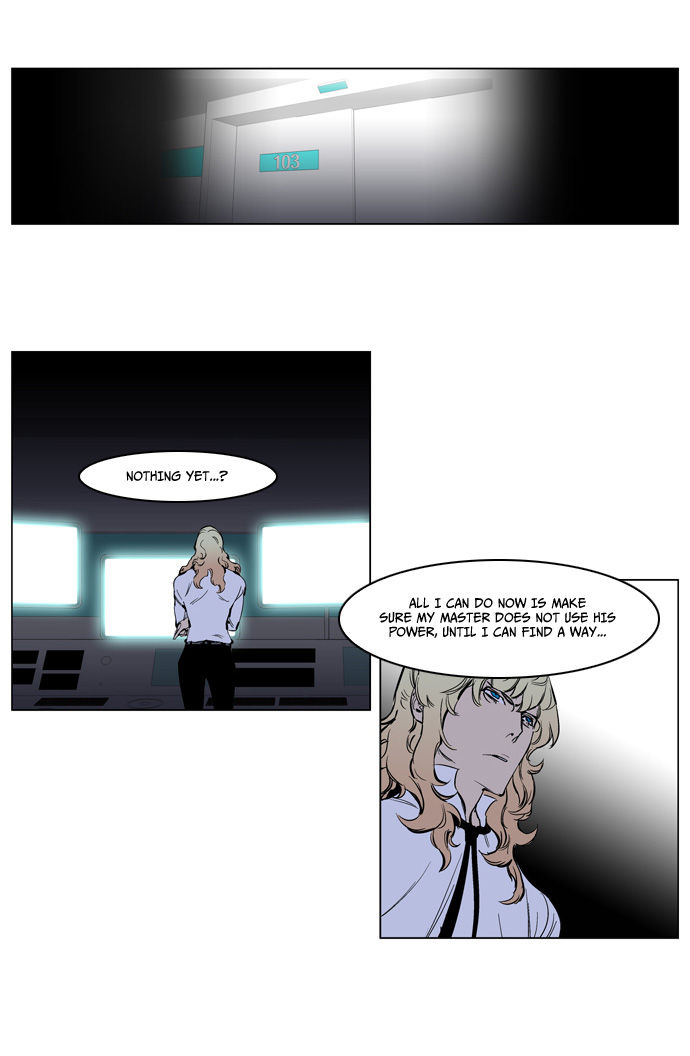 103
NOTHING YET...?
ALL I CAN DO NOW IS MAKE
SURE MY MASTER DOES NOT USE HIS
POWER, UNTIL I CAN FIND A WAY...